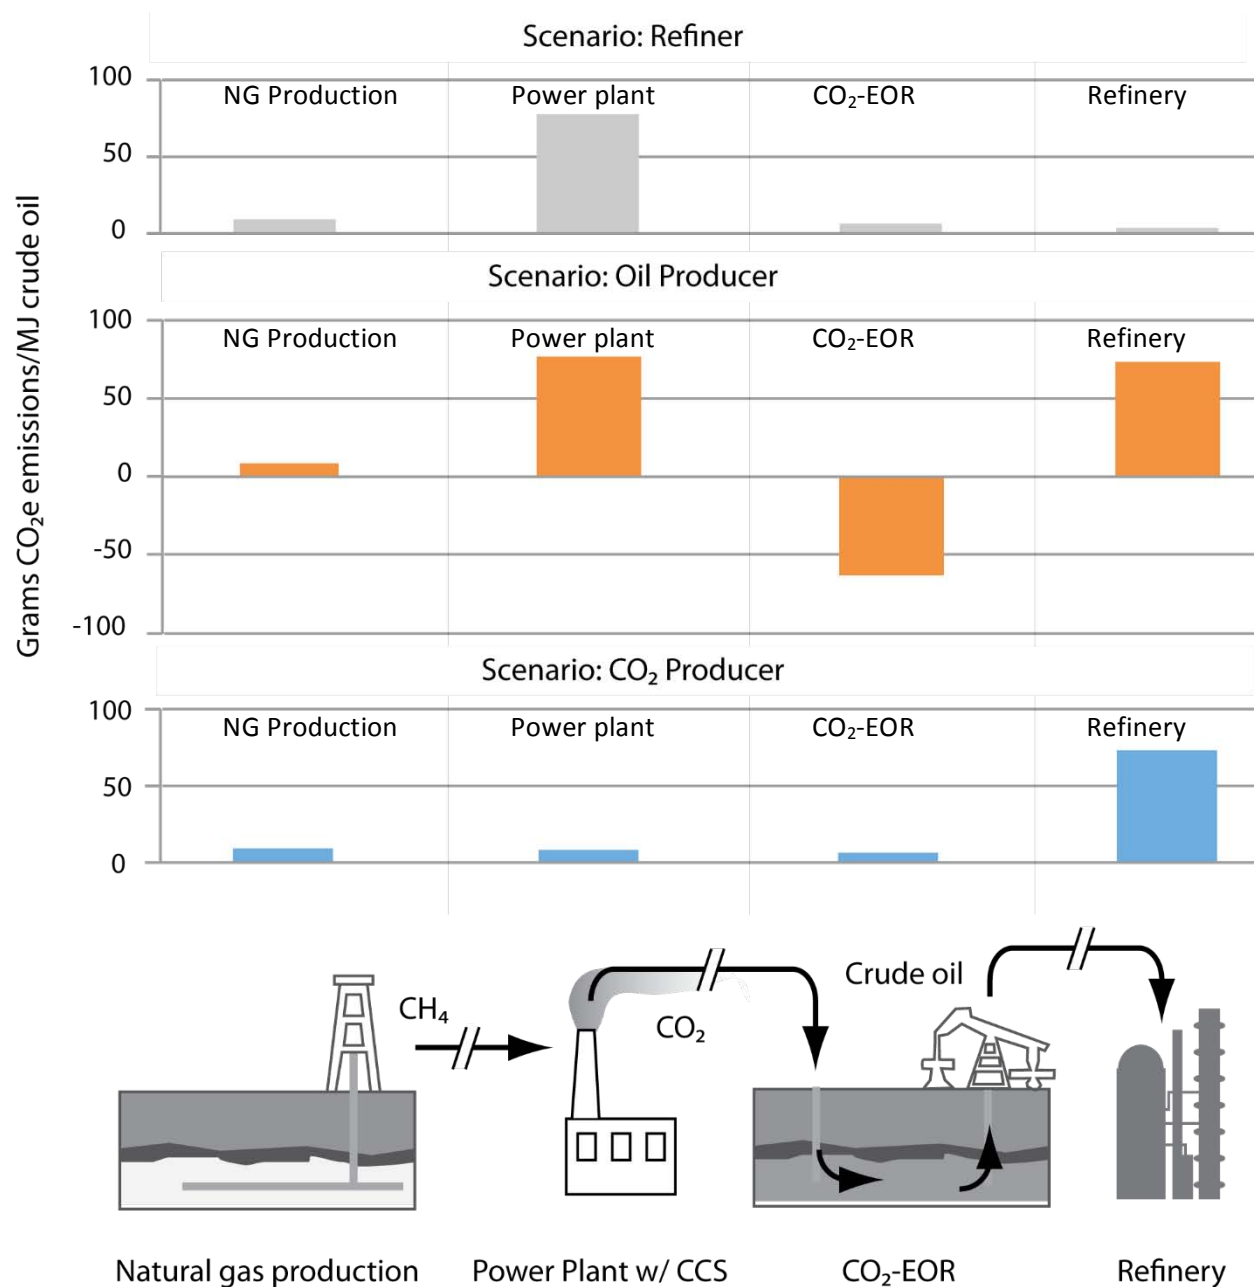 Scenario: Refiner
100
NG Production
Power plant
CO₂-EOR
Refinery
50
0
Scenario: Oil Producer
100
NG Production
Power plant
CO₂-EOR
Refinery
50
0
-50
-100
Scenario: CO₂ Producer
100
NG Production
Power plant
CO₂-EOR
Refinery
50
0
Grams CO₂e emissions/MJ crude oil
CH₄
CO₂
Crude oil
Natural gas production
Power Plant w/ CCS
CO₂-EOR
Refinery